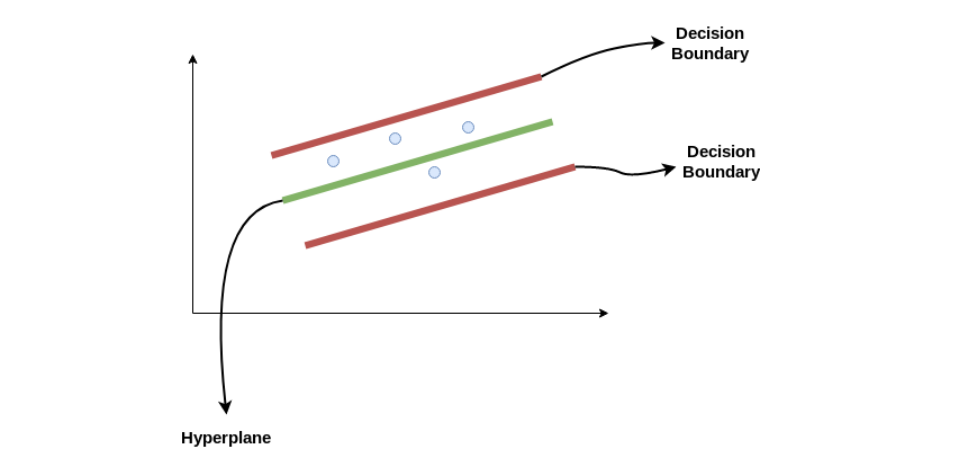 Decision
Boundary
Decision
Boundary
Hyperplane